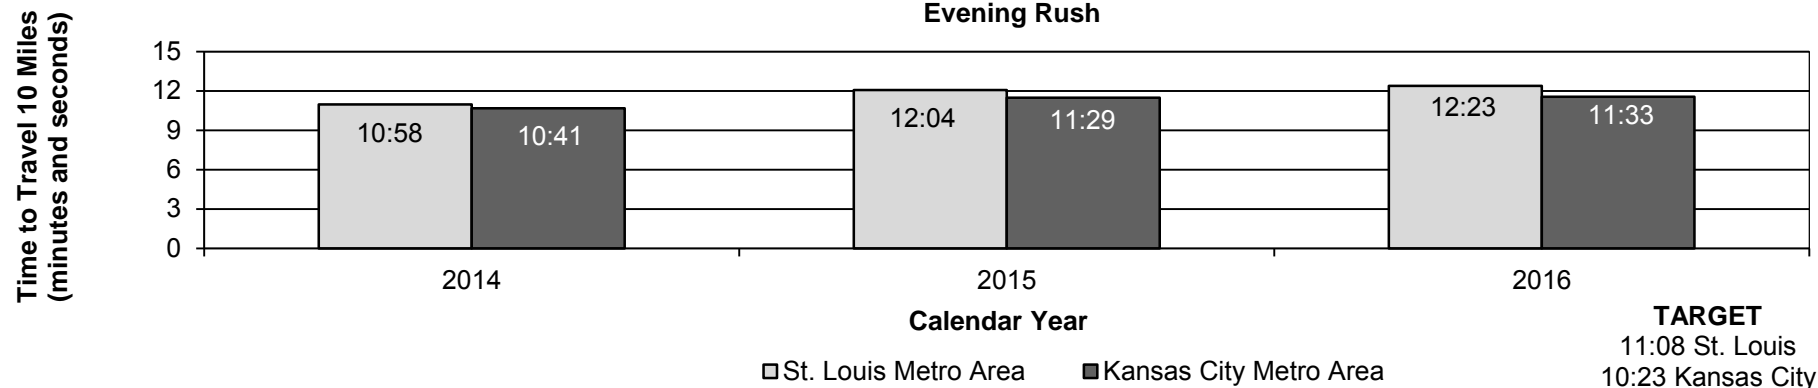 Evening Rush
Time to Travel 10 Miles
(minutes and seconds)
15
12
9
6
3
0
10:58
10:41
12:04
11:29
12:23
11:33
2014
2015
2016
Calendar Year
TARGET
11:08 St. Louis
10:23 Kansas City
St. Louis Metro Area
Kansas City Metro Area